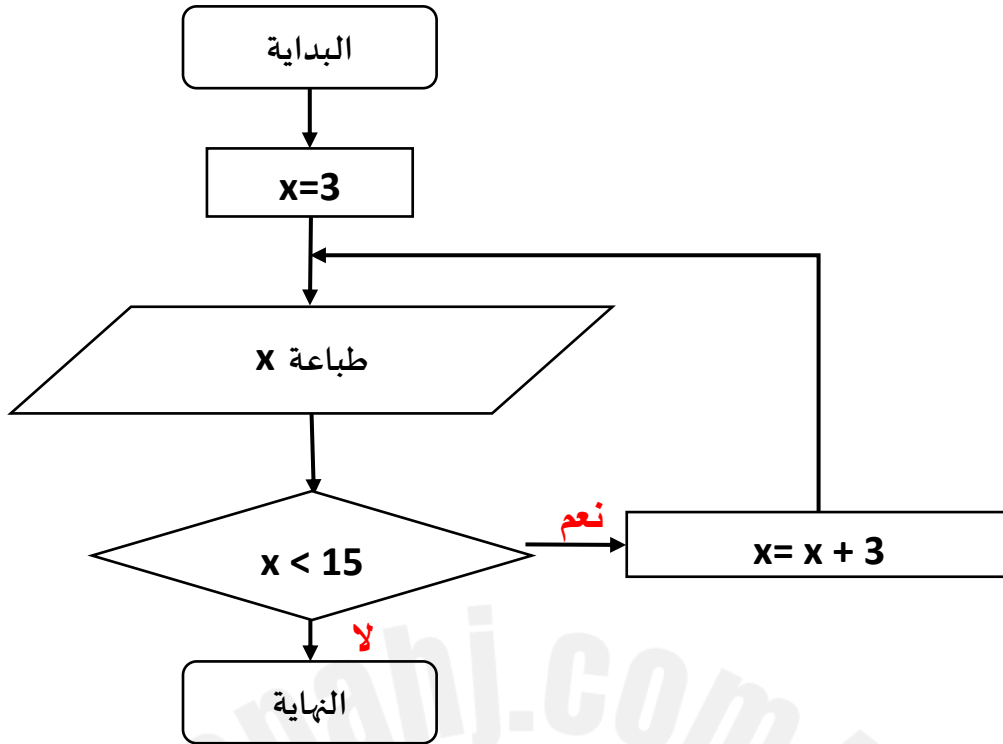 البداية
x=3
طباعة x
x < 15
نعم
x= x + 3
لا
النهاية